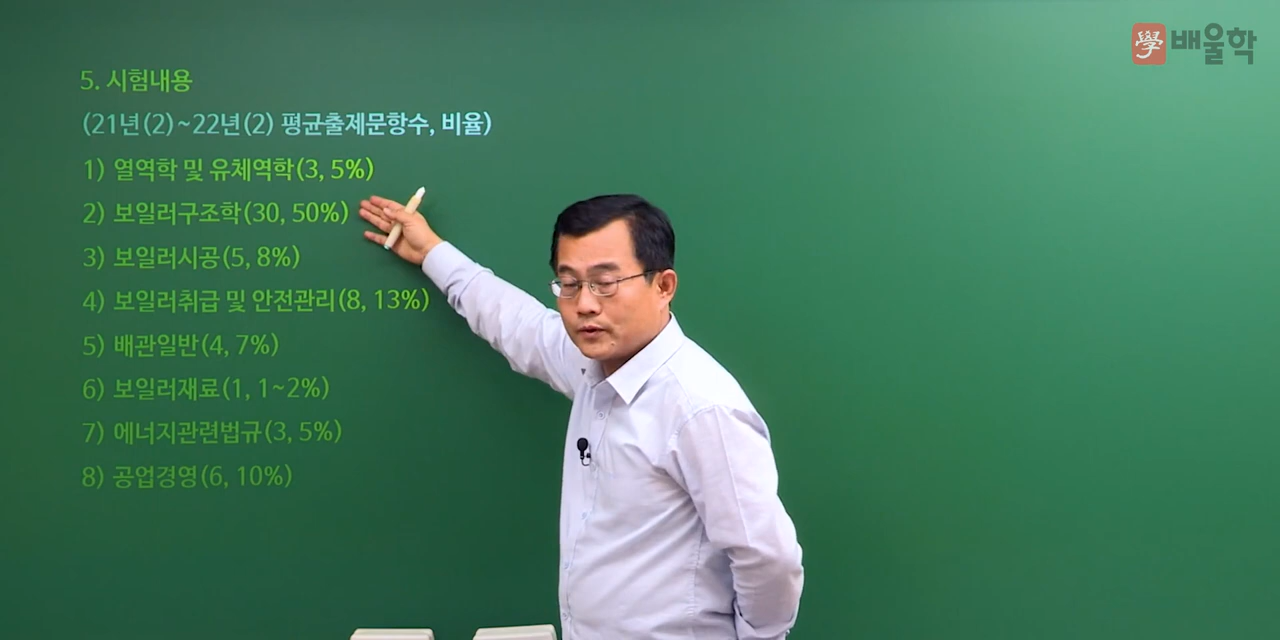 學 배울학
5. 시험내용
(21년(2)~22년(2) 평균출제문항수, 비율)
1) 열역학 및 유체역학(3, 5%)
2) 보일러구조학(30, 50%)
3) 보일러시공(5, 8%)
4) 보일러취급 및 안전관리(8, 13%)
5) 배관일반(4, 7%)
6) 보일러재료(1, 1~2%)
7) 에너지관련법규(3, 5%)
8) 공업경영(6, 10%)